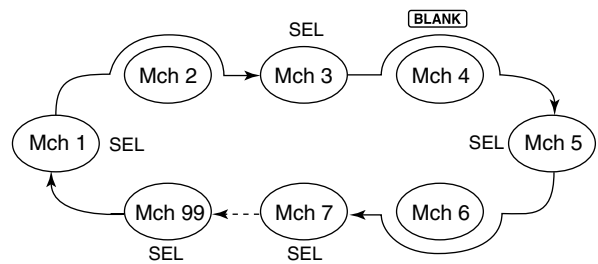 BLANK
SEL
Mch 2
Mch 3
Mch 4
Mch 1
SEL
SEL
Mch 5
Mch 99
Mch 7
Mch 6
SEL
SEL